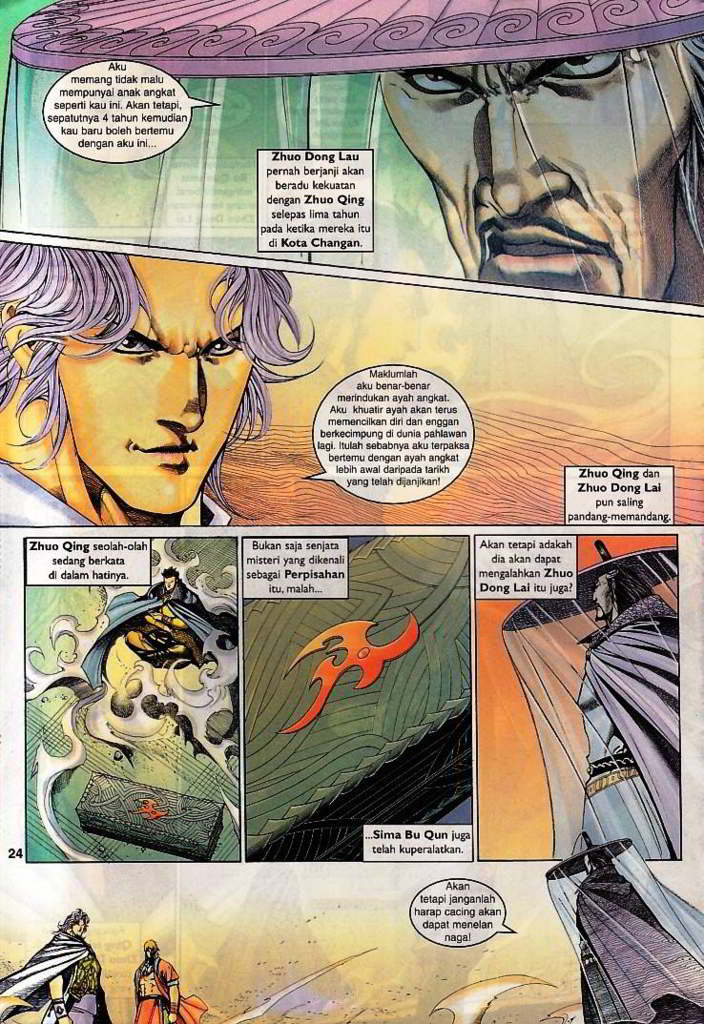 Aku
memang tidak malu
mempunyai anak angkat
seperti kau ini. Akan tetapi,
sepatutnya 4 tahun kemudian
kau baru boleh bertemu
dengan aku ini...
Zhuo Dong Lau
pernah berjanji akan
beradu kekuatan
dengan Zhuo Qing
selepas lima tahun
pada ketika mereka itu
di Kota Changan.
Maklumlah
aku benar-benar
merindukan ayah angkat.
Aku khuatir ayah akan terus
memencilkan diri dan enggan
berkecimpung di dunia pahlawan
lagi. Itulah sebabnya aku terpaksa
bertemu dengan ayah angkat
lebih awal daripada tarikh
yang telah dijanjikan!
Zhuo Qing dan
Zhuo Dong Lai
pun saling
pandang-memandang.
Zhuo Qing seolah-olah
sedang berkata
di dalam hatinya.
Bukan saja senjata
misteri yang dikenali
sebagai Perpisahan
itu, malah...
...Sima Bu Qun juga
telah kuperalatkan.
Akan tetapi adakah
dia akan dapat
mengalahkan Zhuo
Dong Lai itu juga?
24
Akan
tetapi janganlah
harap cacing akan
dapat menelan
naga!